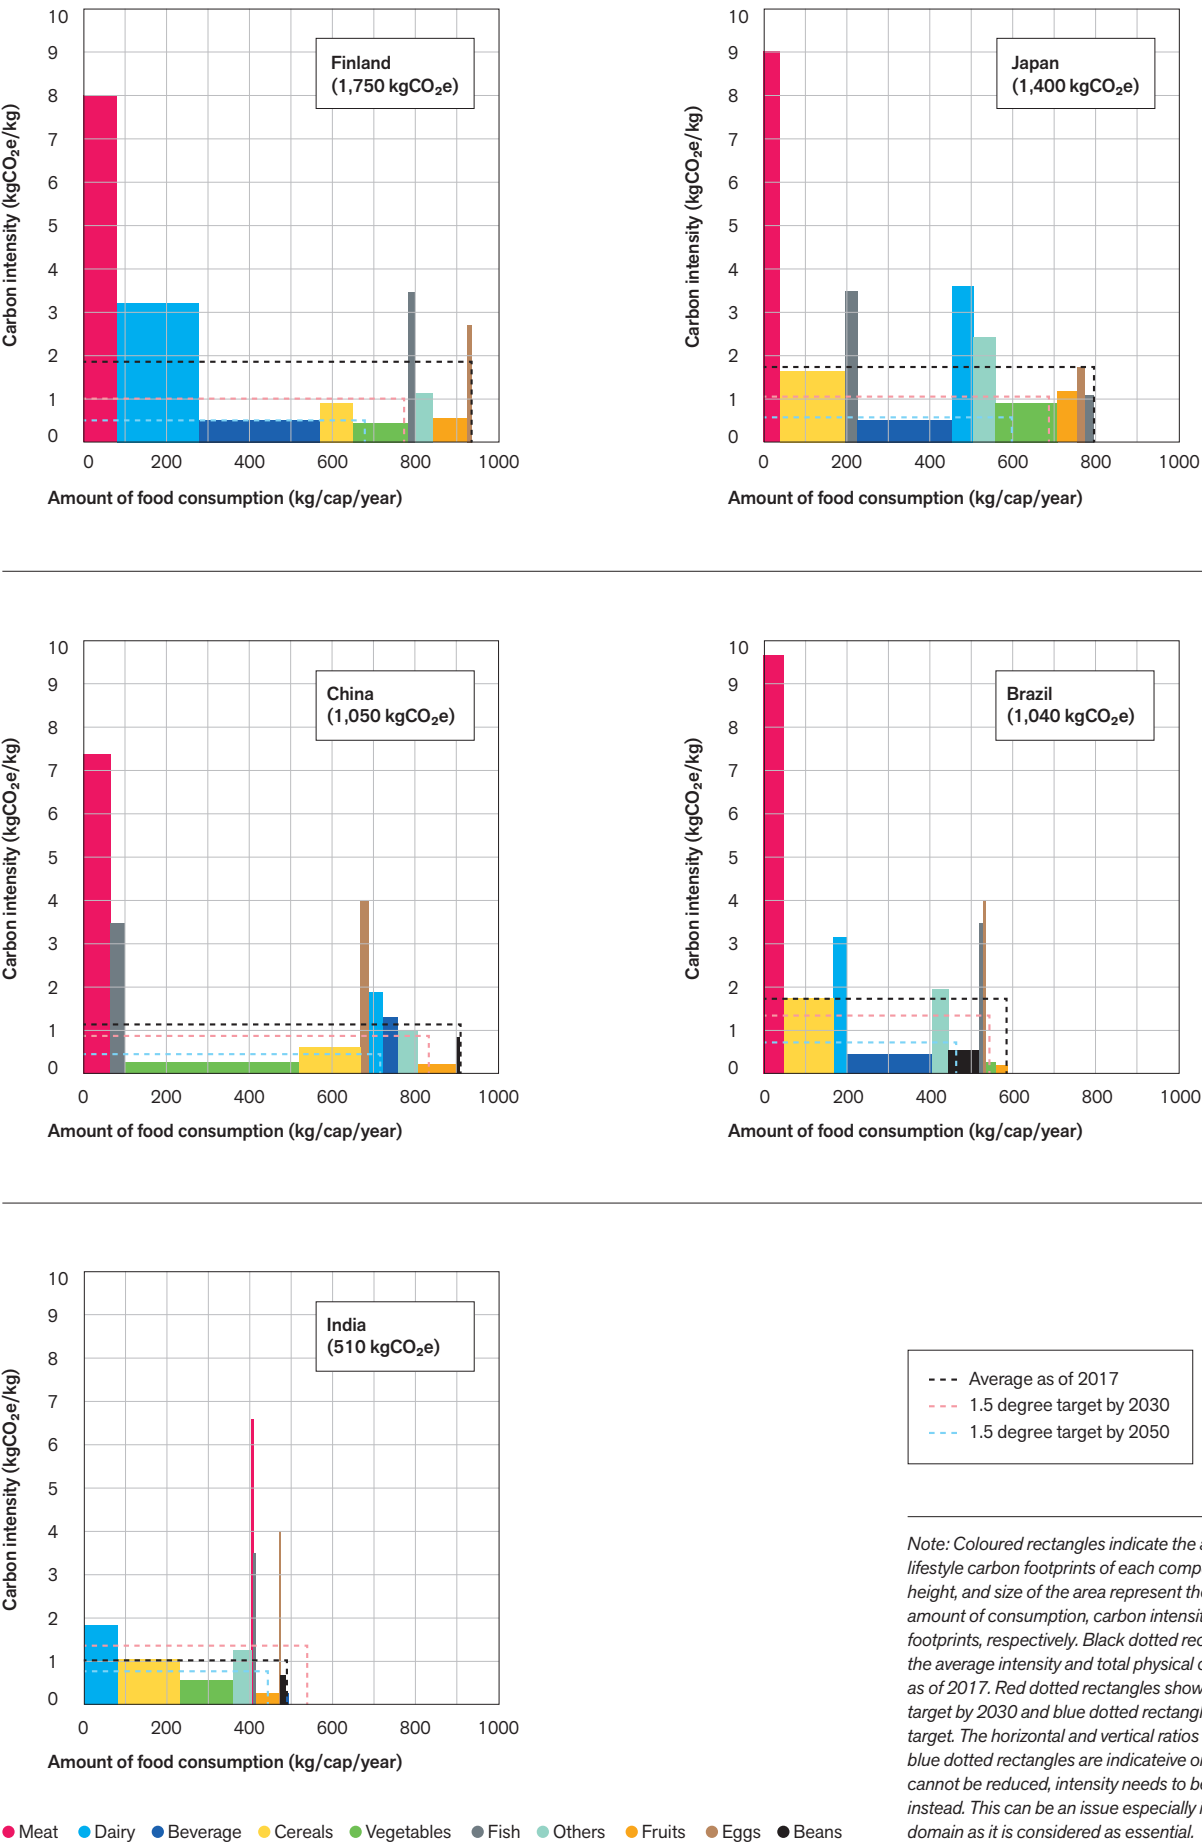 10
9
8
7
6
5
4
3
2
1
0
Carbon intensity (kgCO₂e/kg)
Finland
(1,750 kgCO₂e)
0 200 400 600 800 1000
Amount of food consumption (kg/cap/year)
10
9
8
7
6
5
4
3
2
1
0
Carbon intensity (kgCO₂e/kg)
Japan
(1,400 kgCO₂e)
0 200 400 600 800 1000
Amount of food consumption (kg/cap/year)
10
9
8
7
6
5
4
3
2
1
0
Carbon intensity (kgCO₂e/kg)
China
(1,050 kgCO₂e)
0 200 400 600 800 1000
Amount of food consumption (kg/cap/year)
10
9
8
7
6
5
4
3
2
1
0
Carbon intensity (kgCO₂e/kg)
Brazil
(1,040 kgCO₂e)
0 200 400 600 800 1000
Amount of food consumption (kg/cap/year)
10
9
8
7
6
5
4
3
2
1
0
Carbon intensity (kgCO₂e/kg)
India
(510 kgCO₂e)
0 200 400 600 800 1000
Amount of food consumption (kg/cap/year)
Average as of 2017
1.5 degree target by 2030
1.5 degree target by 2050
Note: Coloured rectangles indicate the
lifestyle carbon footprints of each
height, and size of the area represent
amount of consumption, carbon
footprints, respectively. Black dotted
the average intensity and total physical
as of 2017. Red dotted rectangles show
target by 2030 and blue dotted
target. The horizontal and vertical ratios
blue dotted rectangles are indicateive
cannot be reduced, intensity needs to
instead. This can be an issue especially
domain as it is considered as essential.
Meat Dairy Beverage Cereals Vegetables Fish Others Fruits Eggs Beans